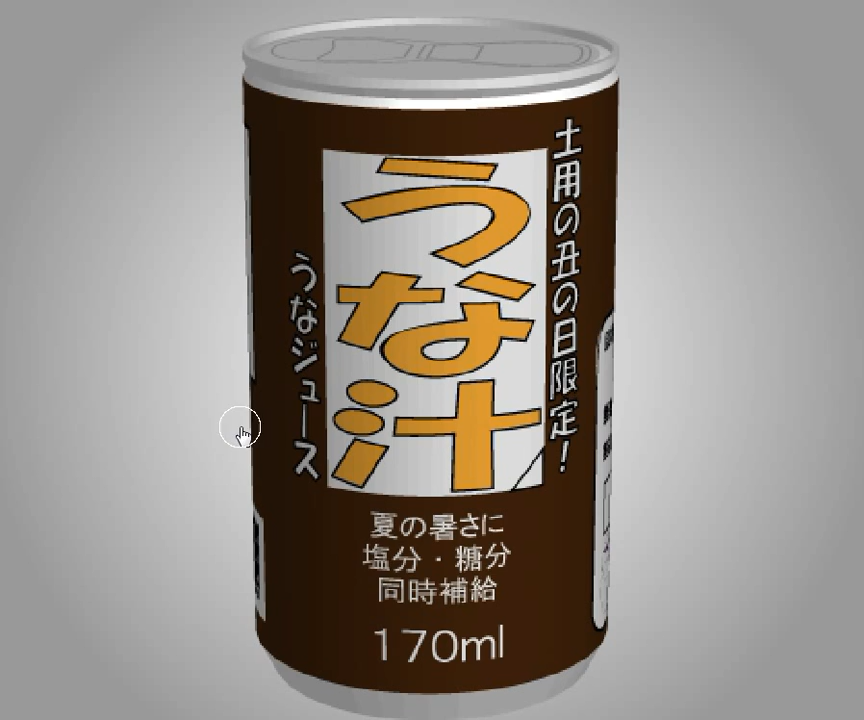 土用の丑の日限定！
うな汁
うなジュース
夏の暑さに
塩分・糖分
同時補給
170ml